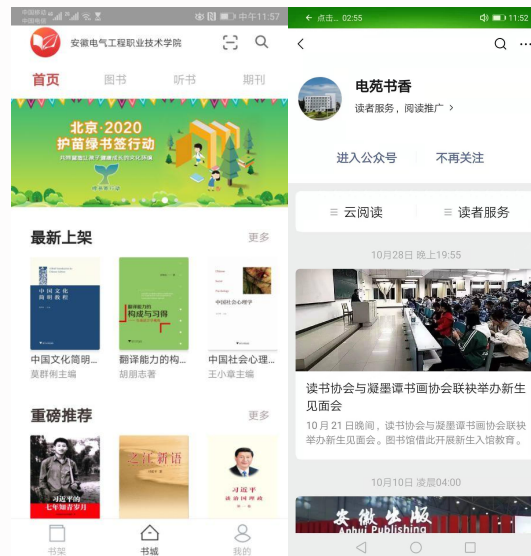 中国移动
中国电信
中午11:57
安徽电气工程职业技术学院
首页
图书
听书
期刊
北京·2020
护苗绿书签行动
最新上架
更多
中国文化
简明教程
翻译能力的
构成与习得
中国社会心理学
中国文化简明...
翻译能力的构...
中国社会心理...
莫群俐主编
胡朋志著
王小章主编
重磅推荐
更多
习近平的
七年知青岁月
之江新语
习近平
谈治国理政
书架
书城
我的
点击... 02:55
11:52
电苑书香
读者服务,阅读推广
进入公众号
不再关注
云阅读
读者服务
10月28日 晚上19:55
读书协会与凝墨谭书画协会联袂举办新生
见面会
10 月 21 日晚间,读书协会与凝墨谭书画协会联袂
举办新生见面会。图书馆借此开展新生入馆教育。
10月10日 凌晨04:00
安徽出版
Anhui Publishing